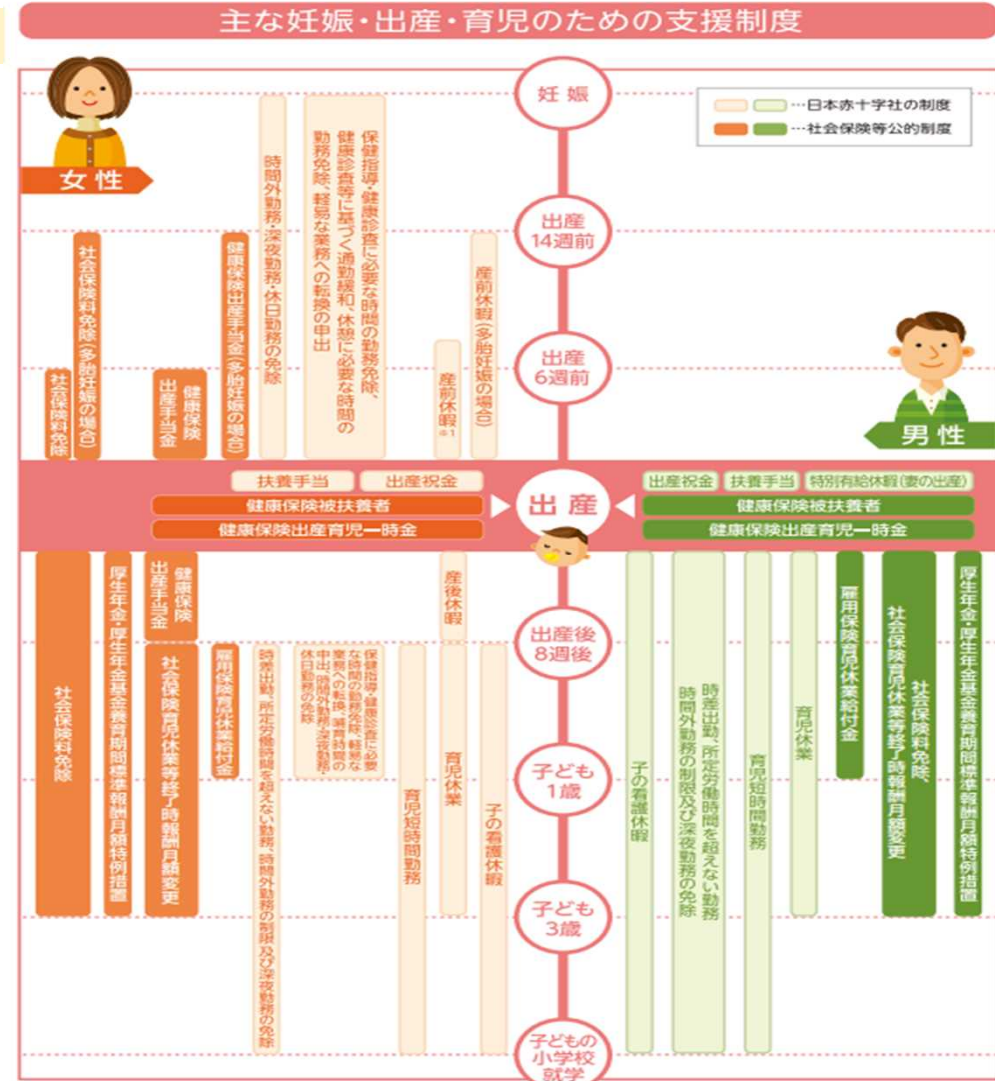 主な妊娠・出産・育児のための支援制度
妊娠
…日本赤十字社の制度
…社会保険等公的制度
女性
出産
14週前
出産
6週前
男性
保健指導・健康診査に必要な時間の勤務免除、
健康診査等に基づく通勤緩和、休憩に必要な時間の
勤務免除、軽易な業務への転換の申出
時間外勤務・深夜勤務・休日勤務の免除
産前休暇(多胎妊娠の場合)
産前休暇※1
健康保険出産手当金(多胎妊娠の場合)
健康保険
出産手当金
社会保険料免除(多胎妊娠の場合)
社会保険料免除
扶養手当
出産祝金
健康保険被扶養者
健康保険出産育児一時金
出産
出産祝金
扶養手当
特別有給休暇(妻の出産)
健康保険被扶養者
健康保険出産育児一時金
出産後
8週後
子ども
1歳
子ども
3歳
子どもの
小学校
就学
社会保険料免除
厚生年金・厚生年金基金養育期間標準報酬月額特例措置
健康保険
出産手当金
社会保険育児休業等終了時報酬月額変更
雇用保険育児休業給付金
時差出勤、所定労働時間を超えない勤務、時間外勤務の制限及び深夜勤務の免除
保健指導・健康診査に必要
な時間の勤務免除、軽易な
業務への転換、哺育時間の
申出、時間外勤務・深夜勤務・
休日勤務の免除
育児短時間勤務
産後休暇
育児休業
子の看護休暇
子の看護休暇
時差出勤、所定労働時間を超えない勤務
時間外勤務の制限及び深夜勤務の免除
育児短時間勤務
育児休業
雇用保険育児休業給付金
社会保険料免除、
社会保険育児休業等終了時報酬月額変更
厚生年金・厚生年金基金養育期間標準報酬月額特例措置